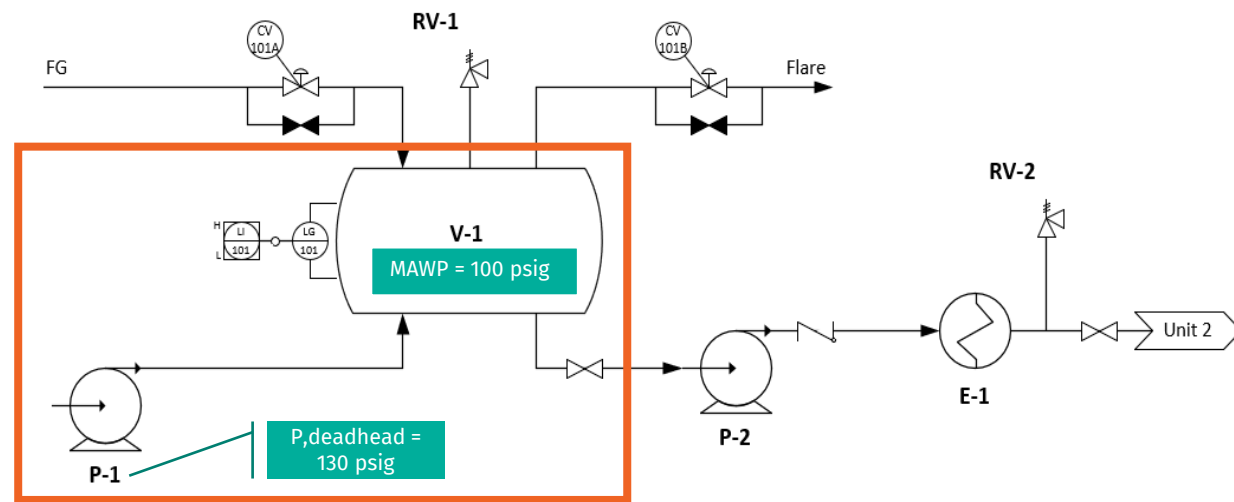 RV-1
CV
101A
CV
101B
FG
Flare
RV-2
H
LI
101
L
LG
101
V-1
MAWP = 100 psig
Unit 2
E-1
P-2
P,deadhead =
130 psig
P-1